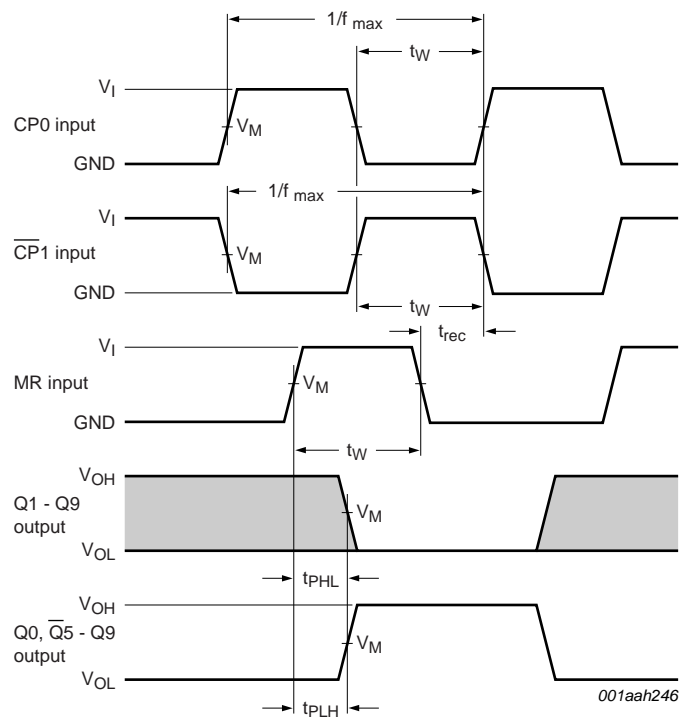 1/f max
tW
VI
CP0 input
VM
GND
1/f max
VI
CP1 input
VM
GND
tW
trec
VI
MR input
VM
GND
tW
VOH
Q1 - Q9
output
VM
VOL
tPHL
VOH
Q0, Q5 - Q9
output
VM
VOL
001aah246
tPLH